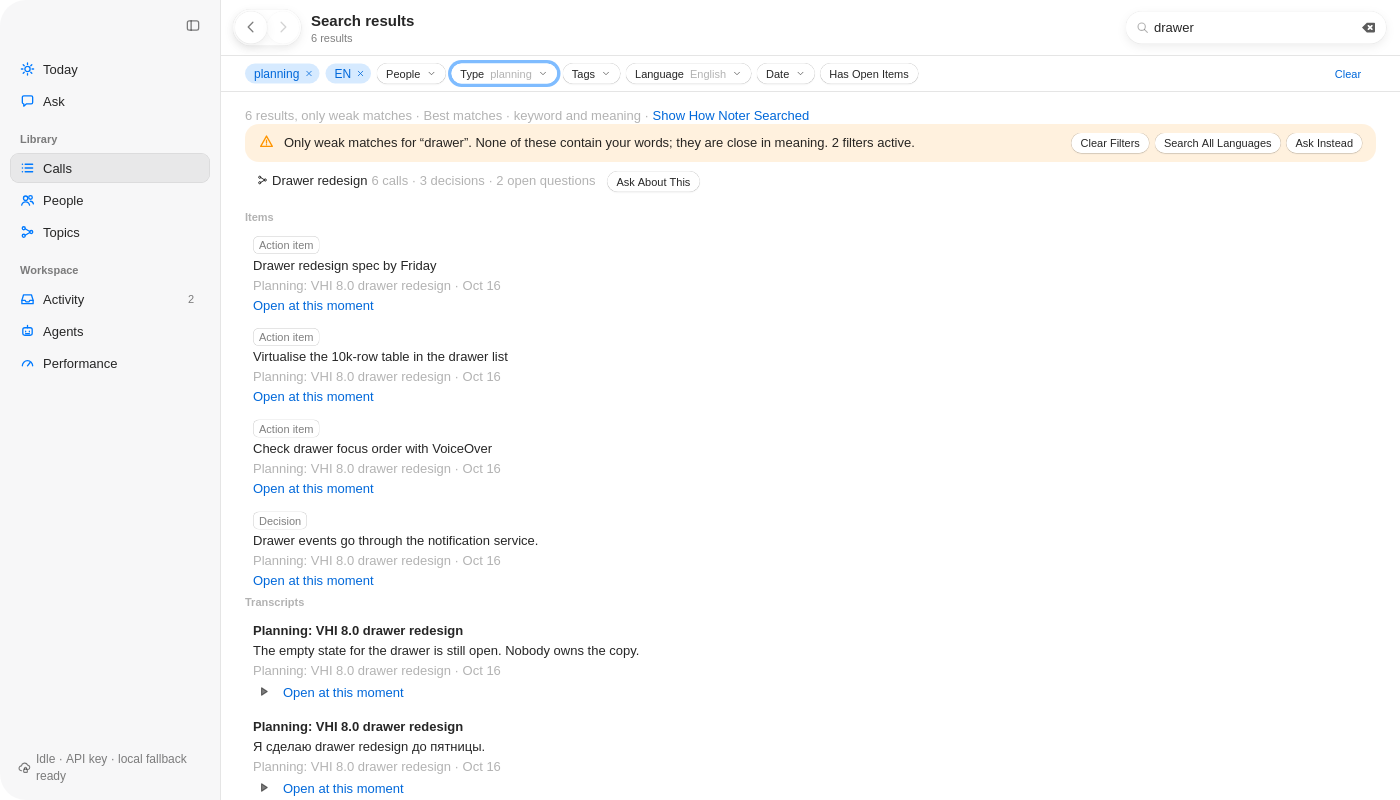 Search results
6 results
drawer
Today
Ask
Library
Calls
People
Topics
Workspace
Activity 2
Agents
Performance
Idle · API key · local fallback
ready
planning × EN × People Type planning Tags Language English Date Has Open Items Clear
6 results, only weak matches · Best matches · keyword and meaning · Show How Noter Searched
Only weak matches for “drawer”. None of these contain your words; they are close in meaning. 2 filters active. Clear Filters Search All Languages Ask Instead
Drawer redesign 6 calls · 3 decisions · 2 open questions Ask About This
Items
Action item
Drawer redesign spec by Friday
Planning: VHI 8.0 drawer redesign · Oct 16
Open at this moment
Action item
Virtualise the 10k-row table in the drawer list
Planning: VHI 8.0 drawer redesign · Oct 16
Open at this moment
Action item
Check drawer focus order with VoiceOver
Planning: VHI 8.0 drawer redesign · Oct 16
Open at this moment
Decision
Drawer events go through the notification service.
Planning: VHI 8.0 drawer redesign · Oct 16
Open at this moment
Transcripts
Planning: VHI 8.0 drawer redesign
The empty state for the drawer is still open. Nobody owns the copy.
Planning: VHI 8.0 drawer redesign · Oct 16
Open at this moment
Planning: VHI 8.0 drawer redesign
Я сделаю drawer redesign до пятницы.
Planning: VHI 8.0 drawer redesign · Oct 16
Open at this moment